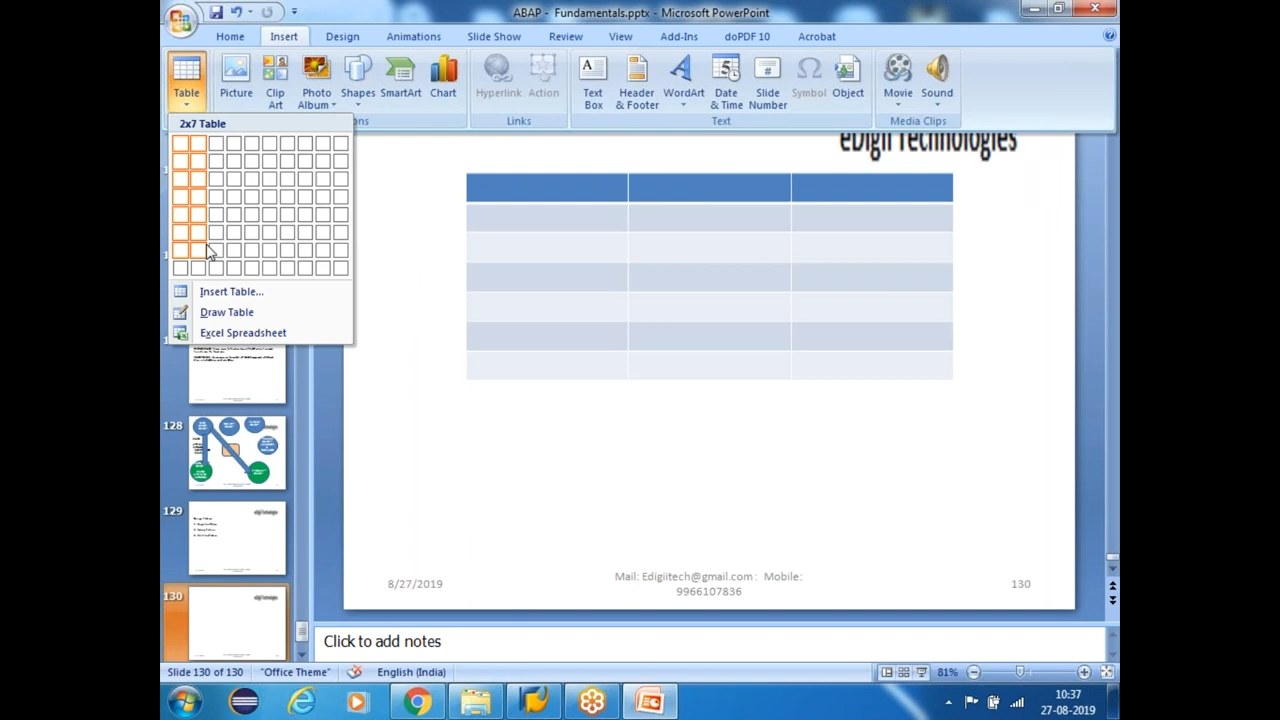 ABAP - Fundamentals.pptx - Microsoft PowerPoint
Home Insert Design Animations Slide Show Review View Add-Ins doPDF 10 Acrobat
Table Picture Clip Art Photo Album Shapes SmartArt Chart Hyperlink Action Text Box Header & Footer WordArt Date & Time Slide Number Symbol Object Movie Sound
ons Links Text Media Clips
2x7 Table
Insert Table...
Draw Table
Excel Spreadsheet
eDigii Technologies
128
129
130
8/27/2019
Mail: Edigiitech@gmail.com : Mobile:
9966107836
130
Click to add notes
Slide 130 of 130 "Office Theme" English (India) 81%
10:37
27-08-2019